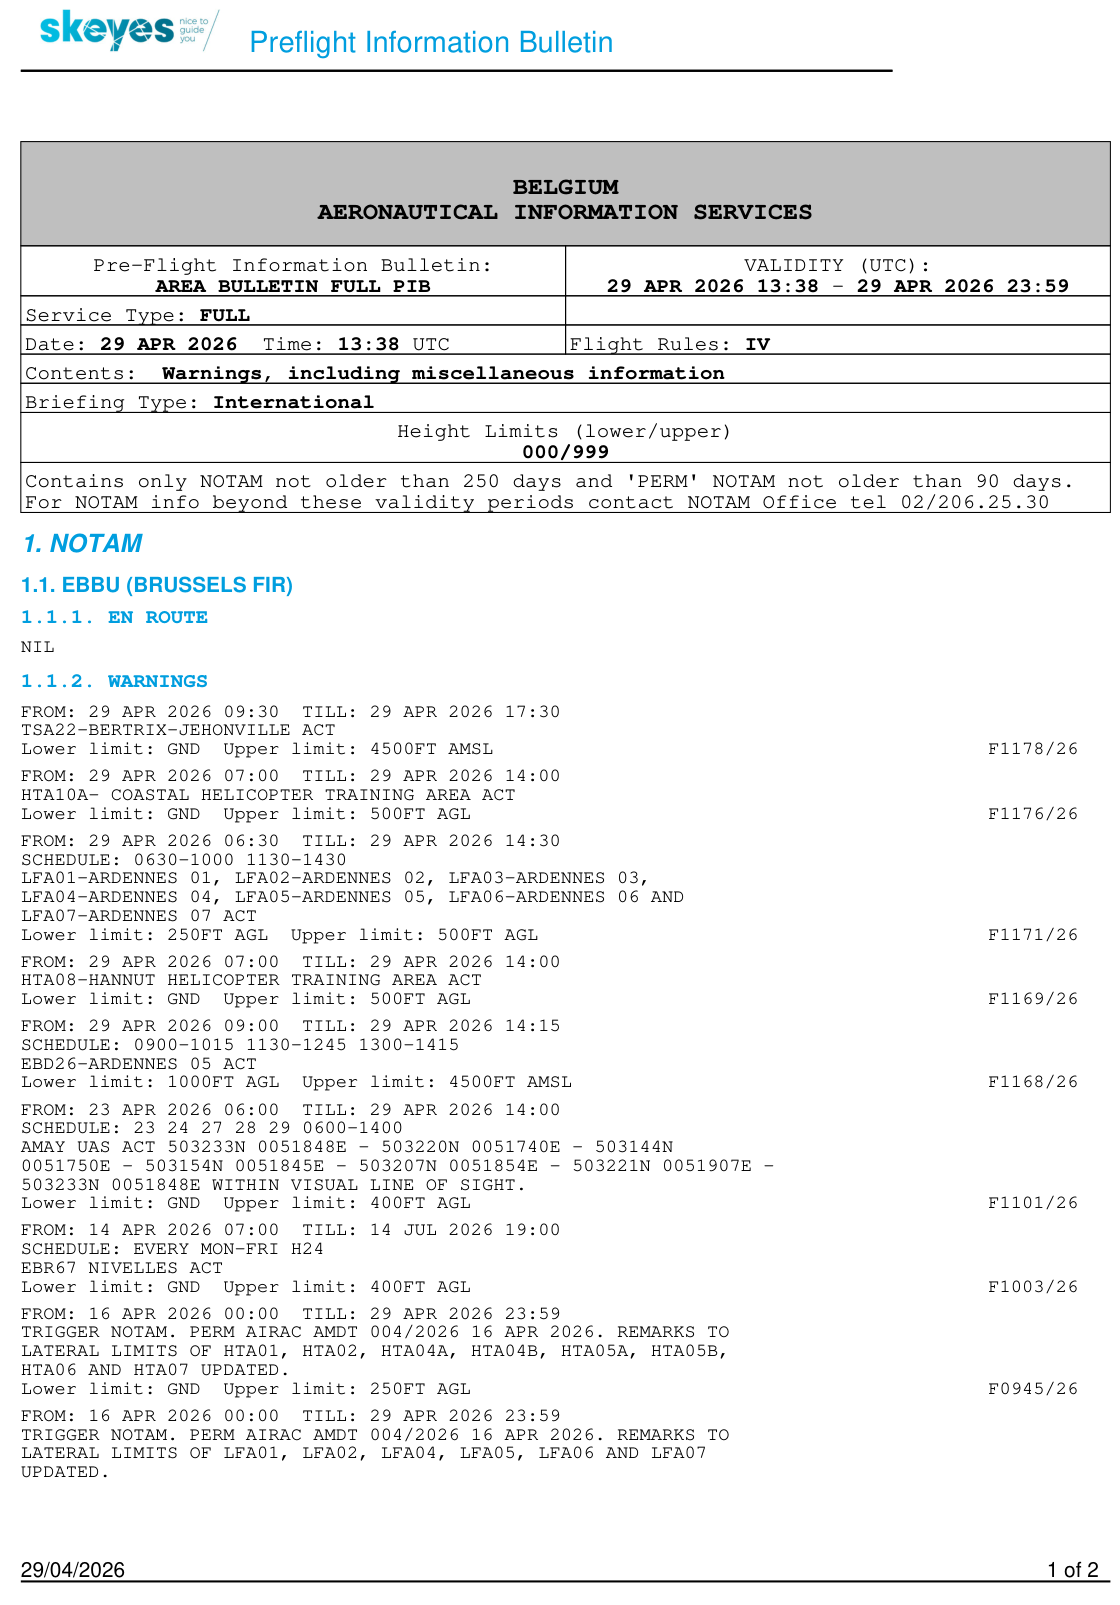 skeyes nice to guide you
Preflight Information Bulletin
BELGIUM
AERONAUTICAL INFORMATION SERVICES
Pre-Flight Information Bulletin:
AREA BULLETIN FULL PIB
VALIDITY (UTC):
29 APR 2026 13:38 - 29 APR 2026 23:59
Service Type: FULL
Date: 29 APR 2026  Time: 13:38 UTC
Flight Rules: IV
Contents:  Warnings, including miscellaneous information
Briefing Type: International
Height Limits (lower/upper)
000/999
Contains only NOTAM not older than 250 days and 'PERM' NOTAM not older than 90 days.
For NOTAM info beyond these validity periods contact NOTAM Office tel 02/206.25.30
1. NOTAM
1.1. EBBU (BRUSSELS FIR)
1.1.1. EN ROUTE
NIL
1.1.2. WARNINGS
FROM: 29 APR 2026 09:30  TILL: 29 APR 2026 17:30
TSA22-BERTRIX-JEHONVILLE ACT
Lower limit: GND  Upper limit: 4500FT AMSL F1178/26
FROM: 29 APR 2026 07:00  TILL: 29 APR 2026 14:00
HTA10A- COASTAL HELICOPTER TRAINING AREA ACT
Lower limit: GND  Upper limit: 500FT AGL F1176/26
FROM: 29 APR 2026 06:30  TILL: 29 APR 2026 14:30
SCHEDULE: 0630-1000 1130-1430
LFA01-ARDENNES 01, LFA02-ARDENNES 02, LFA03-ARDENNES 03,
LFA04-ARDENNES 04, LFA05-ARDENNES 05, LFA06-ARDENNES 06 AND
LFA07-ARDENNES 07 ACT
Lower limit: 250FT AGL  Upper limit: 500FT AGL F1171/26
FROM: 29 APR 2026 07:00  TILL: 29 APR 2026 14:00
HTA08-HANNUT HELICOPTER TRAINING AREA ACT
Lower limit: GND  Upper limit: 500FT AGL F1169/26
FROM: 29 APR 2026 09:00  TILL: 29 APR 2026 14:15
SCHEDULE: 0900-1015 1130-1245 1300-1415
EBD26-ARDENNES 05 ACT
Lower limit: 1000FT AGL  Upper limit: 4500FT AMSL F1168/26
FROM: 23 APR 2026 06:00  TILL: 29 APR 2026 14:00
SCHEDULE: 23 24 27 28 29 0600-1400
AMAY UAS ACT 503233N 0051848E - 503220N 0051740E - 503144N
0051750E - 503154N 0051845E - 503207N 0051854E - 503221N 0051907E -
503233N 0051848E WITHIN VISUAL LINE OF SIGHT.
Lower limit: GND  Upper limit: 400FT AGL F1101/26
FROM: 14 APR 2026 07:00  TILL: 14 JUL 2026 19:00
SCHEDULE: EVERY MON-FRI H24
EBR67 NIVELLES ACT
Lower limit: GND  Upper limit: 400FT AGL F1003/26
FROM: 16 APR 2026 00:00  TILL: 29 APR 2026 23:59
TRIGGER NOTAM. PERM AIRAC AMDT 004/2026 16 APR 2026. REMARKS TO
LATERAL LIMITS OF HTA01, HTA02, HTA04A, HTA04B, HTA05A, HTA05B,
HTA06 AND HTA07 UPDATED.
Lower limit: GND  Upper limit: 250FT AGL F0945/26
FROM: 16 APR 2026 00:00  TILL: 29 APR 2026 23:59
TRIGGER NOTAM. PERM AIRAC AMDT 004/2026 16 APR 2026. REMARKS TO
LATERAL LIMITS OF LFA01, LFA02, LFA04, LFA05, LFA06 AND LFA07
UPDATED.
29/04/2026 1 of 2